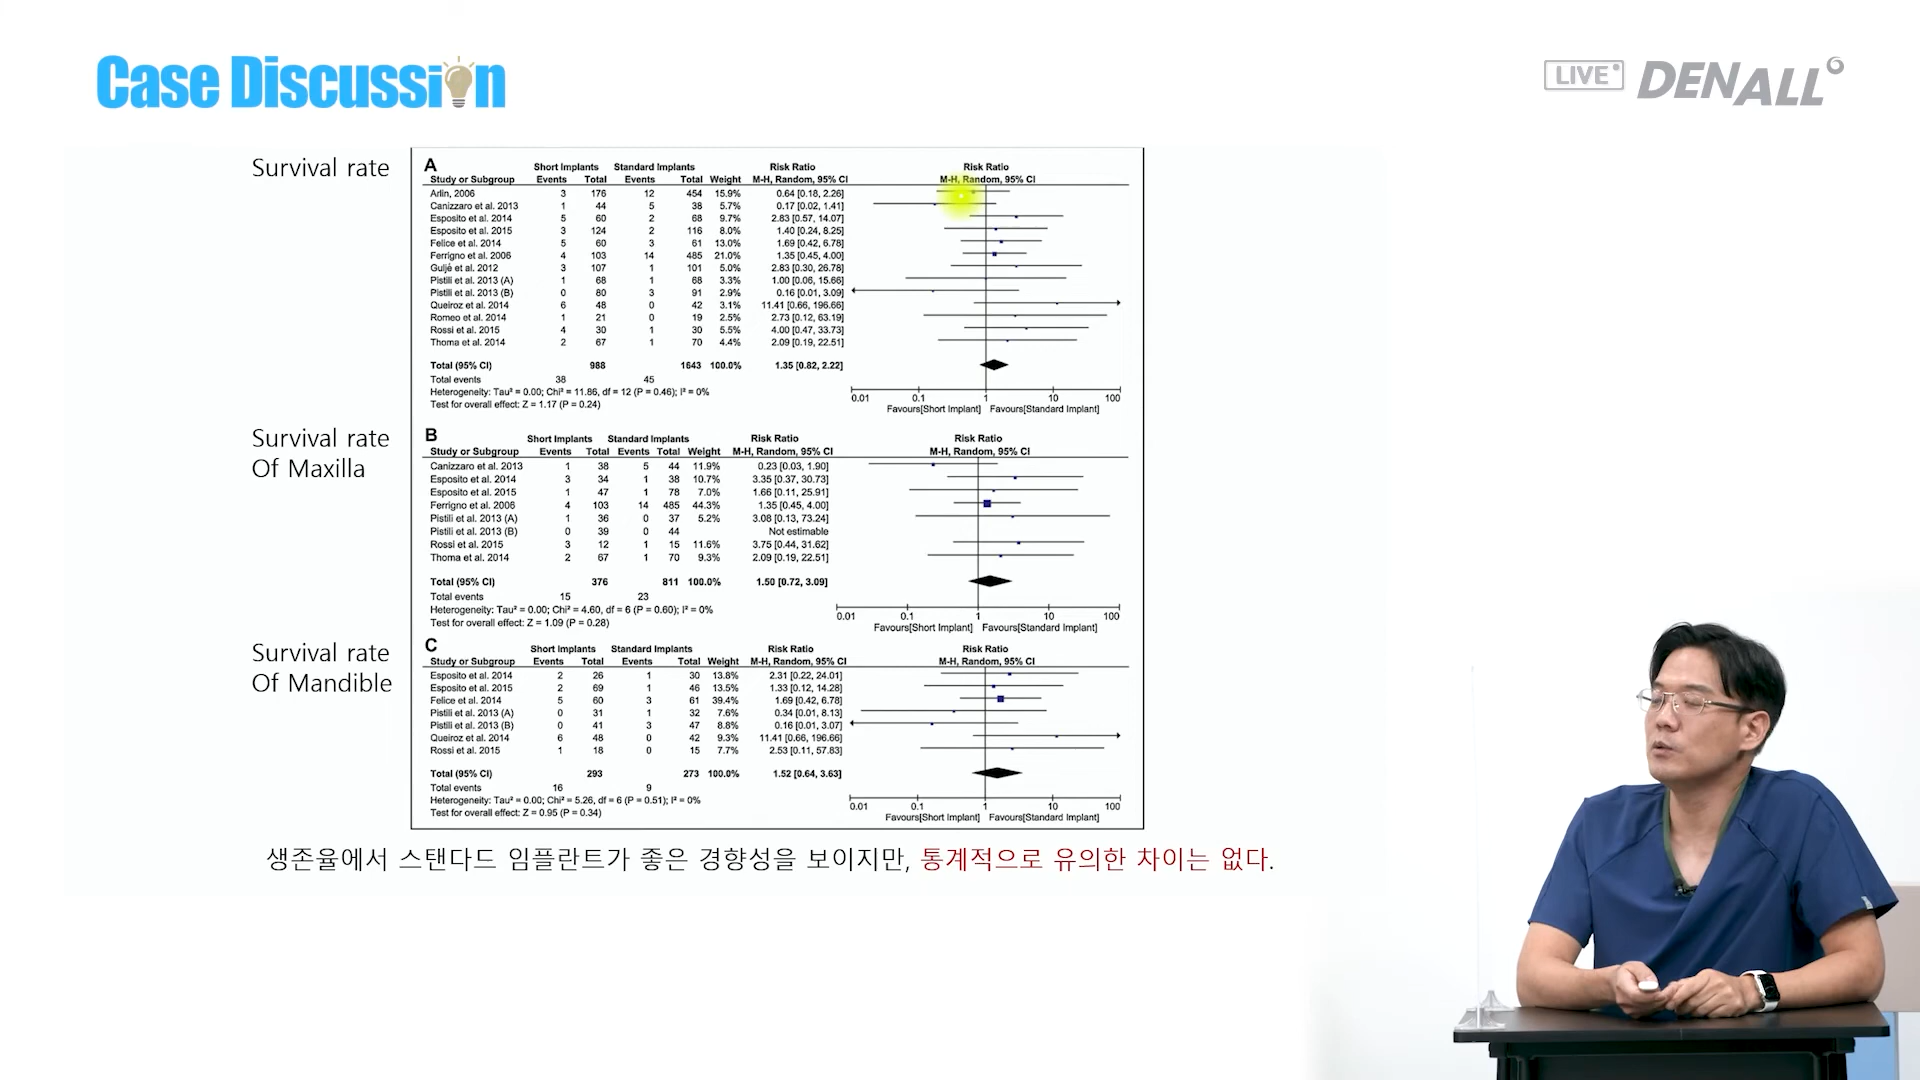 Case Discussion
LIVE DENALL
Survival rate
A
Short Implants Standard Implants Risk Ratio Risk Ratio
Study or Subgroup Events Total Events Total Weight M-H, Random, 95% CI M-H, Random, 95% CI
Arlin, 2006 3 176 12 454 15.9% 0.64 [0.18, 2.26]
Canizzaro et al. 2013 1 44 5 38 5.7% 0.17 [0.02, 1.41]
Esposito et al. 2014 5 60 2 68 9.7% 2.83 [0.57, 14.07]
Esposito et al. 2015 3 124 2 116 8.0% 1.40 [0.24, 8.25]
Felice et al. 2014 5 60 3 61 13.0% 1.69 [0.42, 6.78]
Ferrigno et al. 2006 4 103 14 485 21.0% 1.35 [0.45, 4.00]
Guljé et al. 2012 3 107 1 101 5.0% 2.83 [0.30, 26.78]
Pistili et al. 2013 (A) 1 68 1 68 3.3% 1.00 [0.06, 15.66]
Pistili et al. 2013 (B) 0 80 3 91 2.9% 0.16 [0.01, 3.09]
Queiroz et al. 2014 6 48 0 42 3.1% 11.41 [0.66, 196.66]
Romeo et al. 2014 1 21 0 19 2.5% 2.73 [0.12, 63.19]
Rossi et al. 2015 4 30 1 30 5.5% 4.00 [0.47, 33.73]
Thoma et al. 2014 2 67 1 70 4.4% 2.09 [0.19, 22.51]
Total (95% CI) 988 1643 100.0% 1.35 [0.82, 2.22]
Total events 38 45
Heterogeneity: Tau² = 0.00; Chi² = 11.86, df = 12 (P = 0.46); I² = 0%
Test for overall effect: Z = 1.17 (P = 0.24)
0.01 0.1 1 10 100
Favours[Short Implant] Favours[Standard Implant]
Survival rate
Of Maxilla
B
Short Implants Standard Implants Risk Ratio Risk Ratio
Study or Subgroup Events Total Events Total Weight M-H, Random, 95% CI M-H, Random, 95% CI
Canizzaro et al. 2013 1 38 5 44 11.9% 0.23 [0.03, 1.90]
Esposito et al. 2014 3 34 1 38 10.7% 3.35 [0.37, 30.73]
Esposito et al. 2015 1 47 1 78 7.0% 1.66 [0.11, 25.91]
Ferrigno et al. 2006 4 103 14 485 44.3% 1.35 [0.45, 4.00]
Pistili et al. 2013 (A) 1 36 0 37 5.2% 3.08 [0.13, 73.24]
Pistili et al. 2013 (B) 0 39 0 44 Not estimable
Rossi et al. 2015 3 12 1 15 11.6% 3.75 [0.44, 31.62]
Thoma et al. 2014 2 67 1 70 9.3% 2.09 [0.19, 22.51]
Total (95% CI) 376 811 100.0% 1.50 [0.72, 3.09]
Total events 15 23
Heterogeneity: Tau² = 0.00; Chi² = 4.60, df = 6 (P = 0.60); I² = 0%
Test for overall effect: Z = 1.09 (P = 0.28)
0.01 0.1 1 10 100
Favours[Short Implant] Favours[Standard Implant]
Survival rate
Of Mandible
C
Short Implants Standard Implants Risk Ratio Risk Ratio
Study or Subgroup Events Total Events Total Weight M-H, Random, 95% CI M-H, Random, 95% CI
Esposito et al. 2014 2 26 1 30 13.8% 2.31 [0.22, 24.01]
Esposito et al. 2015 2 69 1 46 13.5% 1.33 [0.12, 14.28]
Felice et al. 2014 5 60 3 61 39.4% 1.69 [0.42, 6.78]
Pistili et al. 2013 (A) 0 31 1 32 7.6% 0.34 [0.01, 8.13]
Pistili et al. 2013 (B) 0 41 3 47 8.8% 0.16 [0.01, 3.07]
Queiroz et al. 2014 6 48 0 42 9.3% 11.41 [0.66, 196.66]
Rossi et al. 2015 1 18 0 15 7.7% 2.53 [0.11, 57.83]
Total (95% CI) 293 273 100.0% 1.52 [0.64, 3.63]
Total events 16 9
Heterogeneity: Tau² = 0.00; Chi² = 5.26, df = 6 (P = 0.51); I² = 0%
Test for overall effect: Z = 0.95 (P = 0.34)
0.01 0.1 1 10 100
Favours[Short Implant] Favours[Standard Implant]
생존율에서 스탠다드 임플란트가 좋은 경향성을 보이지만, 통계적으로 유의한 차이는 없다.